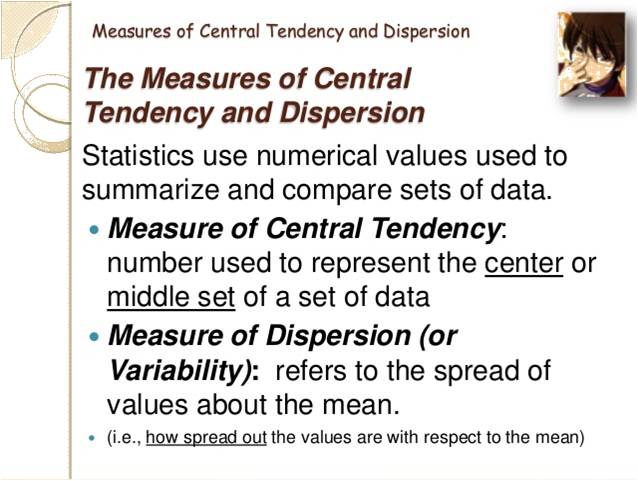 Measures of Central Tendency and Dispersion
The Measures of Central
Tendency and Dispersion
Statistics use numerical values used to
summarize and compare sets of data.
• Measure of Central Tendency:
number used to represent the center or
middle set of a set of data
• Measure of Dispersion (or
Variability): refers to the spread of
values about the mean.
• (i.e., how spread out the values are with respect to the mean)